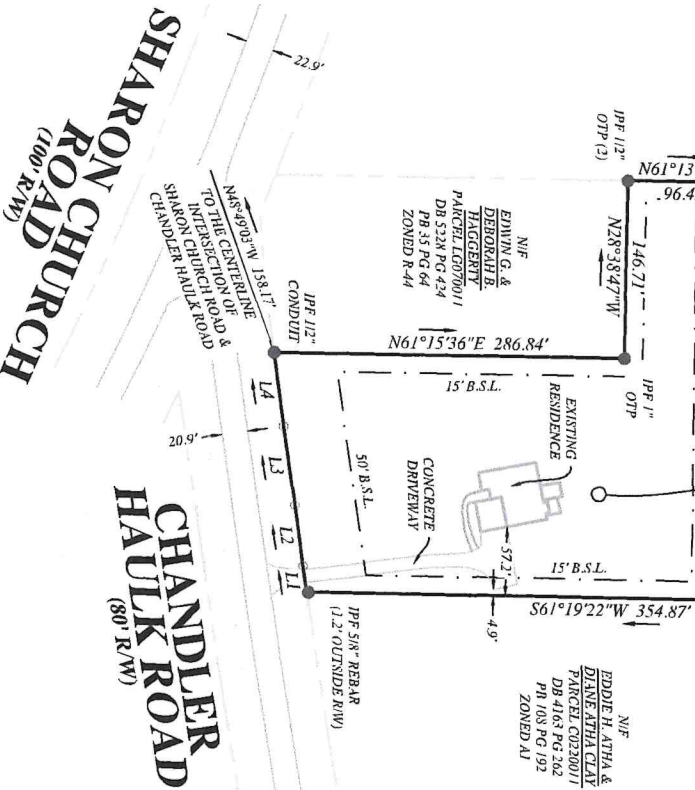 SHARON CHURCH
ROAD
(100' R/W)
22.9'
N48°49'03"W 158.17'
TO THE CENTERLINE
INTERSECTION OF
SHARON CHURCH ROAD &
CHANDLER HAULK ROAD
IPF 1/2"
OTP (2)
N61°13
96.4
N28°38'47"W
146.71'
N/F
EDWIN G. &
DEBORAH B.
HAGGERTY
PARCEL LG070011
DB 5228 PG 424
PB 35 PG 64
ZONED R-44
IPF 1/2"
CONDUIT
N61°15'36"E 286.84'
IPF 1"
OTP
15' B.S.L.
EXISTING
RESIDENCE
50' B.S.L.
CONCRETE
DRIVEWAY
57.2'
4.9'
15' B.S.L.
S61°19'22"W 354.87'
L4
L3
L2
L1
20.9'
IPF 5/8" REBAR
(1.2' OUTSIDE R/W)
CHANDLER
HAULK ROAD
(80' R/W)
N/F
EDDIE H. ATHA &
DIANE ATHA CLAY
PARCEL C0220011
DB 4163 PG 262
PB 108 PG 192
ZONED A1